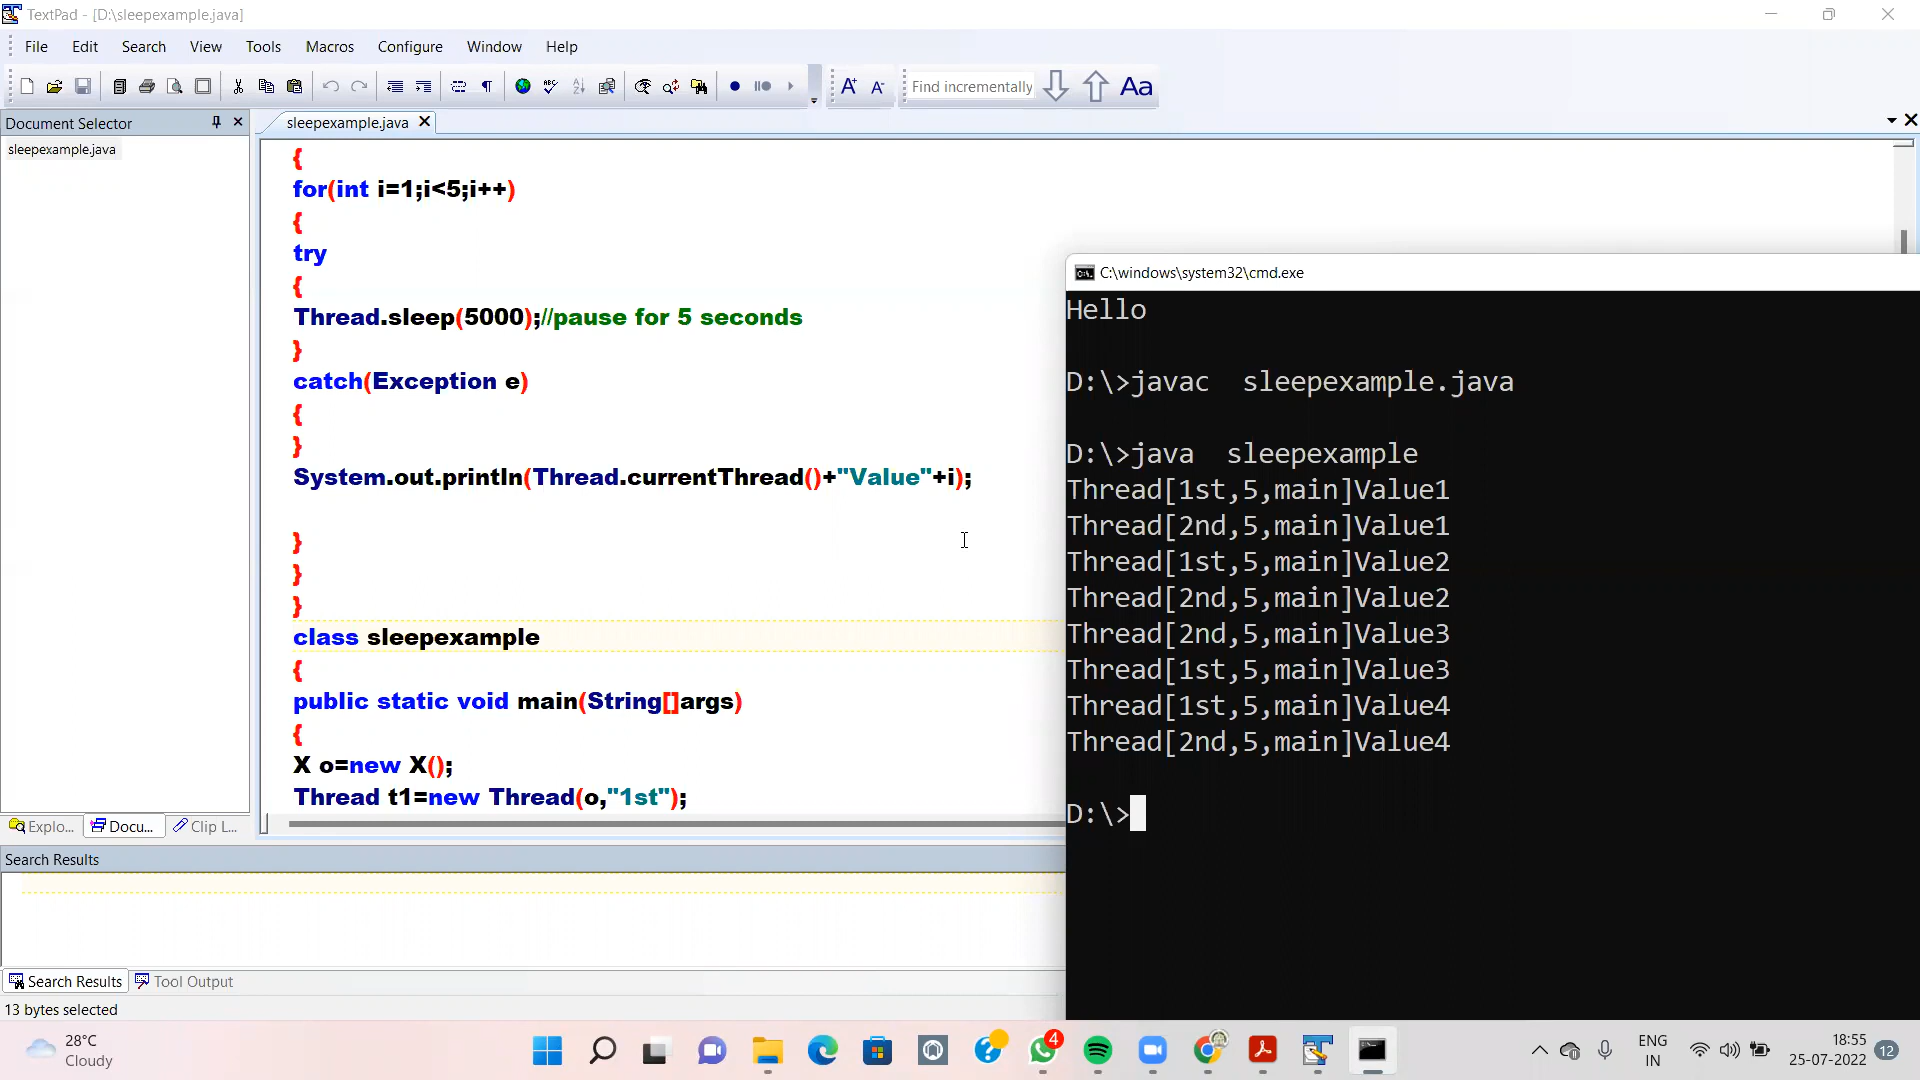 TextPad - [D:\sleepexample.java]
File Edit Search View Tools Macros Configure Window Help
Find incrementally
Aa
Document Selector
sleepexample.java
sleepexample.java
{
for(int i=1;i<5;i++)
{
try
{
Thread.sleep(5000);//pause for 5 seconds
}
catch(Exception e)
{
}
System.out.println(Thread.currentThread()+"Value"+i);
}
}
}
class sleepexample
{
public static void main(String[]args)
{
X o=new X();
Thread t1=new Thread(o,"1st");
C:\windows\system32\cmd.exe
Hello
D:\>javac  sleepexample.java
D:\>java  sleepexample
Thread[1st,5,main]Value1
Thread[2nd,5,main]Value1
Thread[1st,5,main]Value2
Thread[2nd,5,main]Value2
Thread[2nd,5,main]Value3
Thread[1st,5,main]Value3
Thread[1st,5,main]Value4
Thread[2nd,5,main]Value4
D:\>
Explo... Docu... Clip L...
Search Results
Search Results Tool Output
13 bytes selected
28°C
Cloudy
4
ENG
IN
18:55
25-07-2022
12